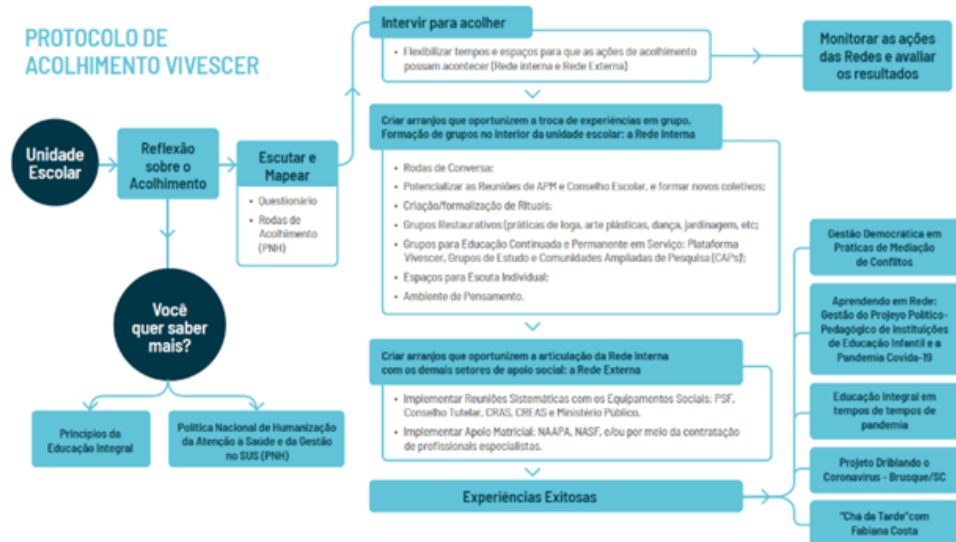 PROTOCOLO DE
ACOLHIMENTO VIVESCER
Unidade
Escolar
Reflexão
sobre o
Acolhimento
Escutar e
Mapear
• Questionário
• Rodas de
Acolhimento
(PNH)
Você
quer saber
mais?
Princípios da
Educação Integral
Política Nacional de Humanização
da Atenção à Saúde e da Gestão
no SUS (PNH)
Intervir para acolher
• Flexibilizar tempos e espaços para que as ações de acolhimento
possam acontecer (Rede Interna e Rede Externa)
Monitorar as ações
das Redes e avaliar
os resultados
Criar arranjos que oportunizem a troca de experiências em grupo.
Formação de grupos no interior da unidade escolar: a Rede Interna
• Rodas de Conversa;
• Potencializar as Reuniões de APM e Conselho Escolar, e formar novos coletivos;
• Criação/formalização de Rituais;
• Grupos Restaurativos (práticas de Ioga, arte plásticas, dança, jardinagem, etc;
• Grupos para Educação Continuada e Permanente em Serviço: Plataforma
Vivescer, Grupos de Estudo e Comunidades Ampliadas de Pesquisa (CAPs);
• Espaços para Escuta Individual;
• Ambiente de Pensamento.
Criar arranjos que oportunizem a articulação da Rede Interna
com os demais setores de apoio social: a Rede Externa
• Implementar Reuniões Sistemáticas com os Equipamentos Sociais: PSF,
Conselho Tutelar, CRAS, CREAS e Ministério Público.
• Implementar Apoio Matricial: NAAPA, NASF, e/ou por meio da contratação
de profissionais especialistas.
Experiências Exitosas
Gestão Democrática em
Práticas de Mediação
de Conflitos
Aprendendo em Rede:
Gestão do Projeyo Político-
Pedagógico de Instituições
de Educação Infantil e a
Pandemia Covid-19
Educação Integral em
tempos de tempos de
pandemia
Projeto Driblando o
Coronavírus - Brusque/SC
"Chá da Tarde"com
Fabiana Costa